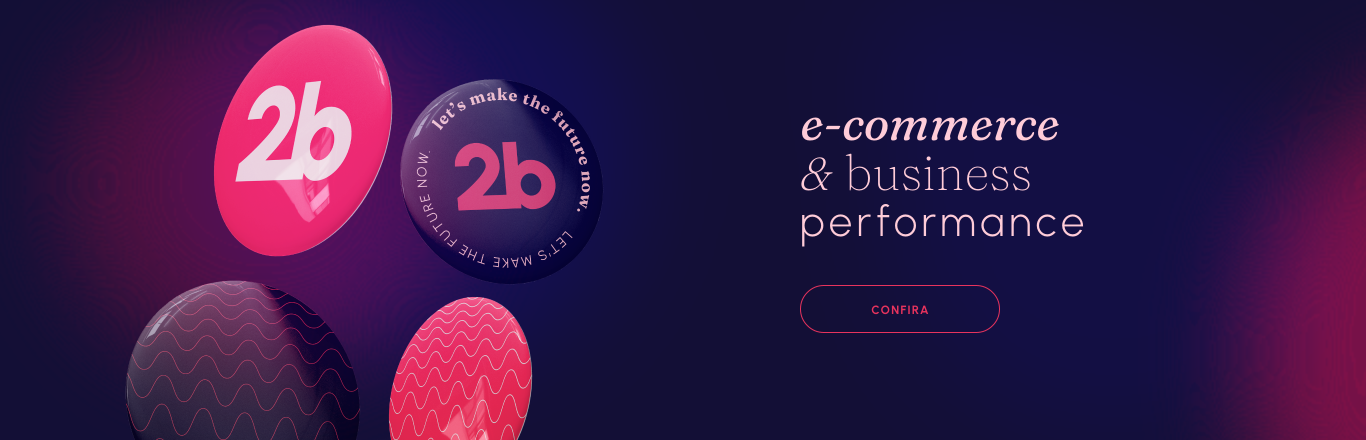 2b
let's make the future now.
2b
LET'S MAKE THE FUTURE NOW.
e-commerce
& business
performance
CONFIRA